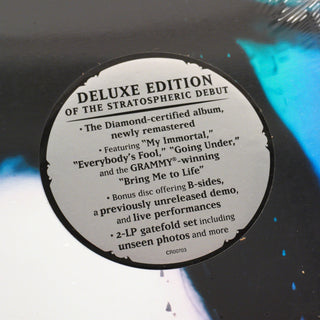 DELUXE EDITION
OF THE STRATOSPHERIC DEBUT
• The Diamond-certified album,
newly remastered
• Featuring “My Immortal,”
“Everybody’s Fool,” “Going Under,”
and the GRAMMY®-winning
“Bring Me to Life”
• Bonus disc offering B-sides,
a previously unreleased demo,
and live performances
• 2-LP gatefold set including
unseen photos and more
CR00703